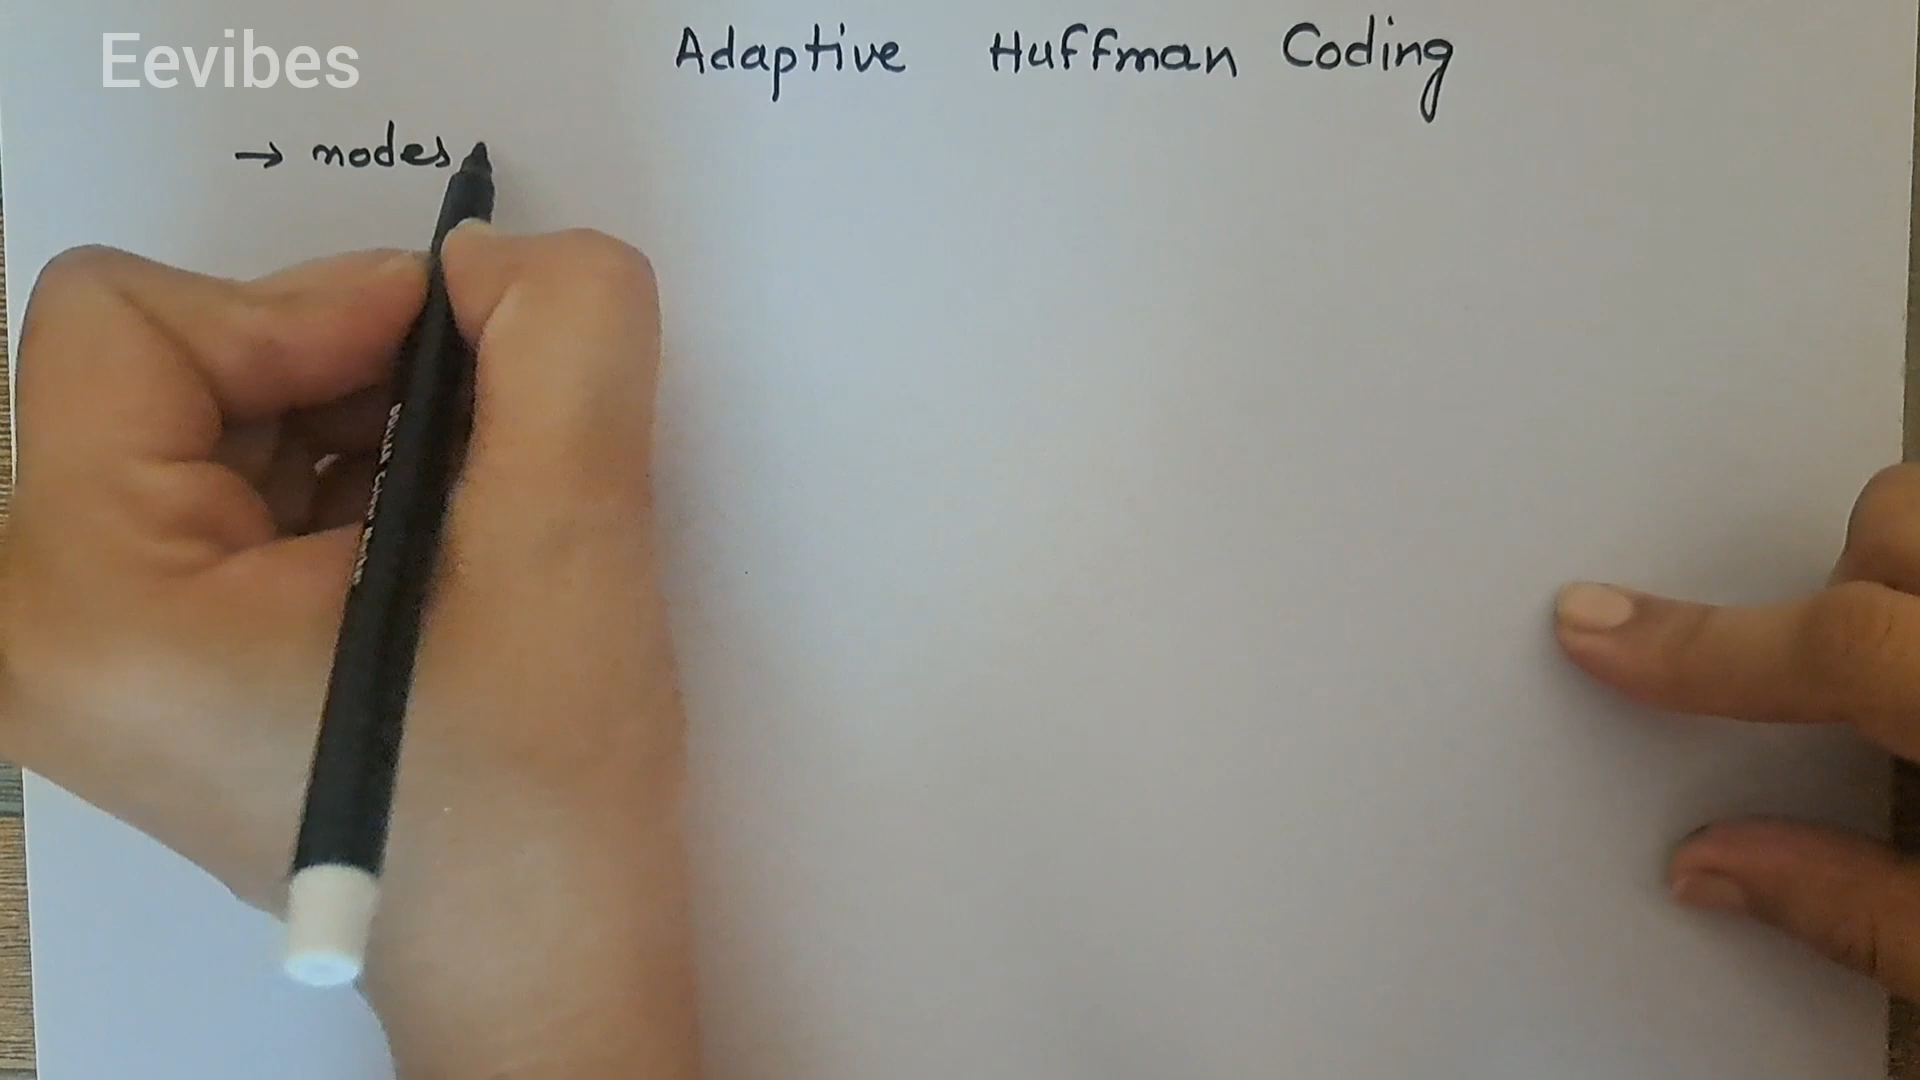 Eevibes
Adaptive Huffman Coding
→ nodes